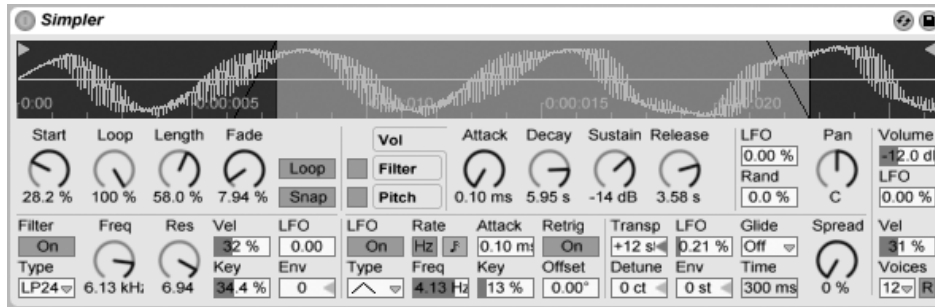 Simpler
0:00 0:00:005 0:00:010 0:00:015 0:00:020
Start Loop Length Fade Vol Attack Decay Sustain Release LFO Pan Volume
0.00 % -12.0 d
Loop Filter Rand LFO
28.2 % 100 % 58.0 % 7.94 % Snap Pitch 0.10 ms 5.95 s -14 dB 3.58 s 0.0 % C 0.00 %
Filter Freq Res Vel LFO LFO Rate Attack Retrig Transp LFO Glide Spread Vel
On 32 % 0.00 On Hz 0.10 ms On +12 st 0.21 % Off 31 %
Type Key Env Type Freq Key Offset Detune Env Time Voices
LP24 6.13 kHz 6.94 34.4 % 0 4.13 Hz 13 % 0.00° 0 ct 0 st 300 ms 0 % 12 R